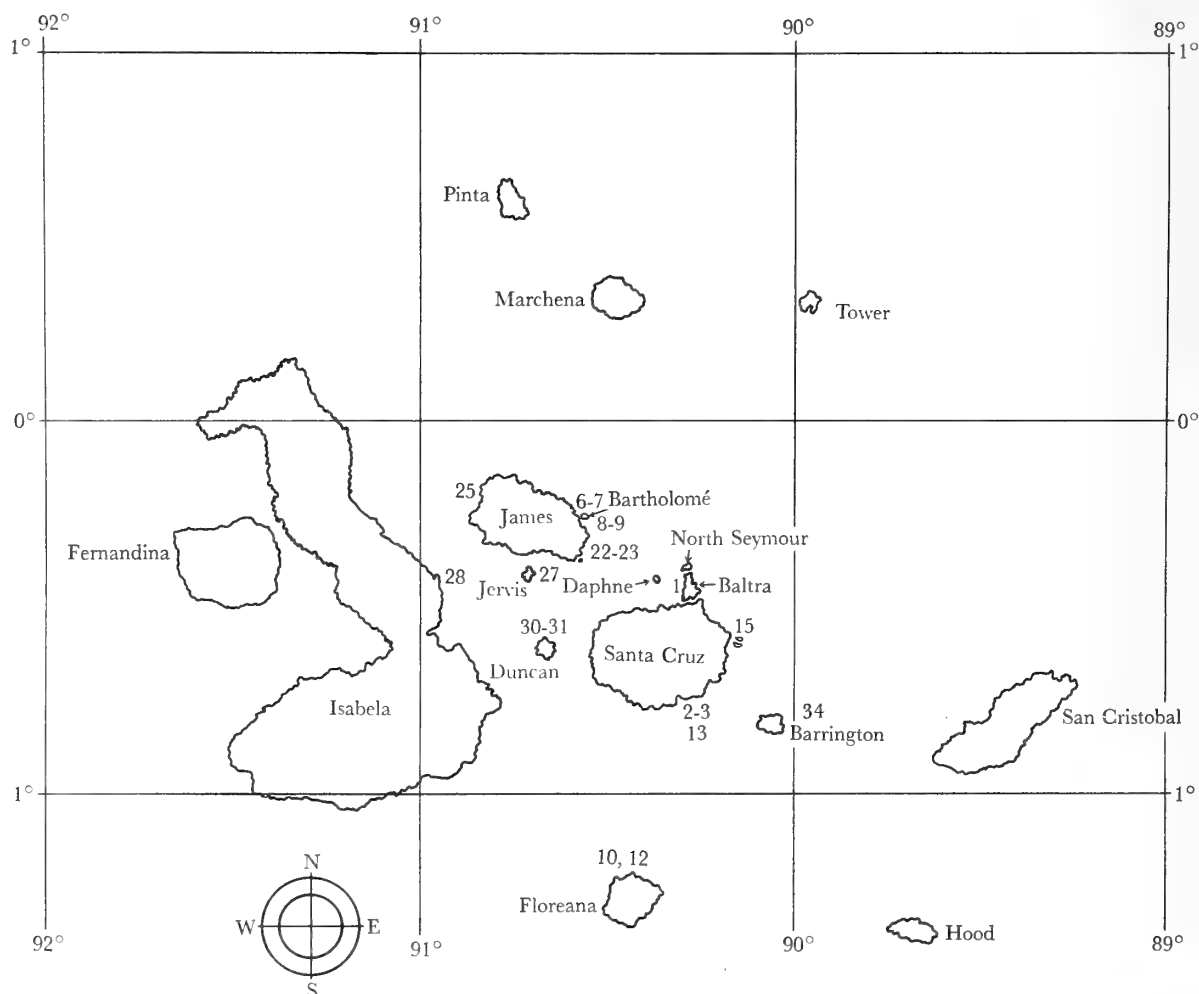 92° 91° 90° 89°
1° 1°
Pinta
Marchena
Tower
0° 0°
25
6-7 Bartholomé
James
8-9
North Seymour
Fernandina
22-23
28
Jervis
27
Daphne
1
Baltra
30-31
15
Duncan
Santa Cruz
Isabela
2-3
13
34
Barrington
San Cristobal
1° 1°
10, 12
Floreana
Hood
N
W E
S
92° 91° 90° 89°